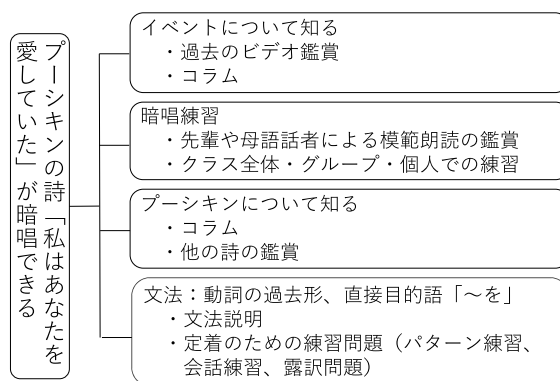 プーシキンの詩「私はあなたを
愛していた」が暗唱できる
イベントについて知る
・過去のビデオ鑑賞
・コラム
暗唱練習
・先輩や母語話者による模範朗読の鑑賞
・クラス全体・グループ・個人での練習
プーシキンについて知る
・コラム
・他の詩の鑑賞
文法：動詞の過去形、直接目的語「～を」
・文法説明
・定着のための練習問題（パターン練習、
会話練習、露訳問題）